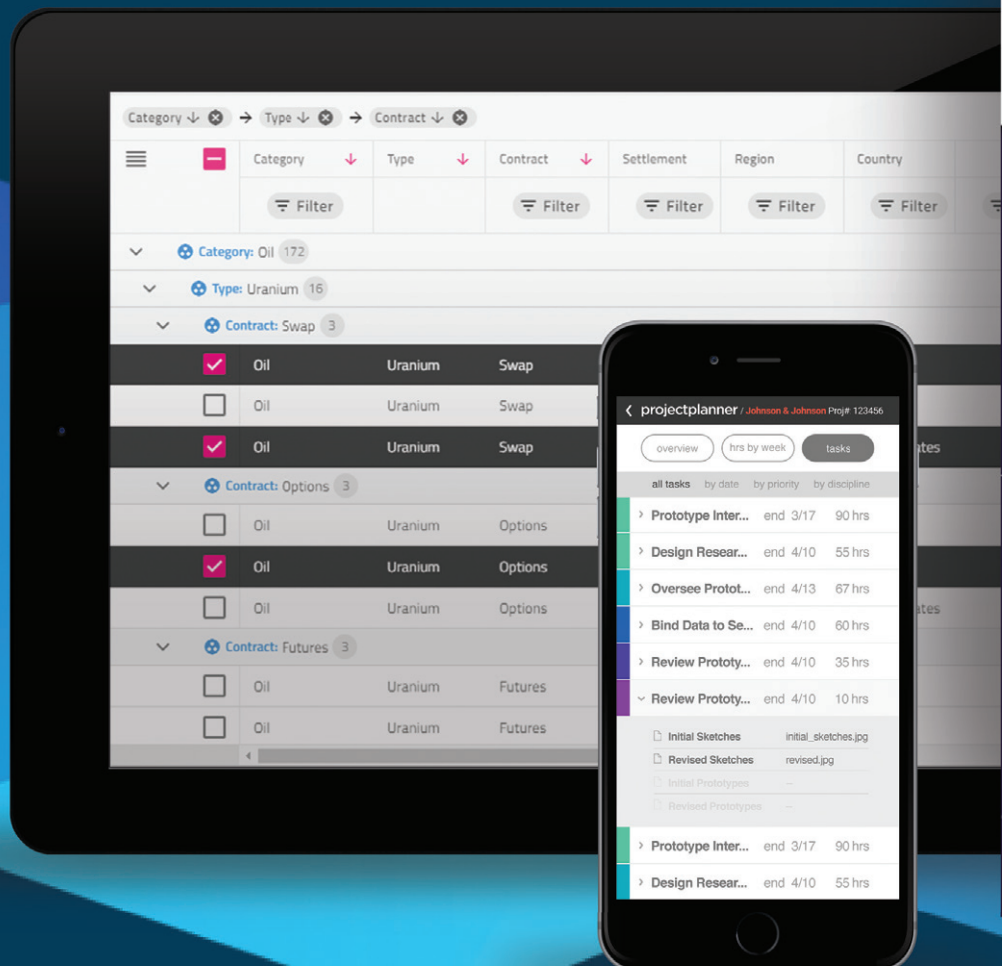 Category Type Contract
Category Type Contract Settlement Region Country
Filter Filter Filter Filter Filter
Category: Oil 172
Type: Uranium 16
Contract: Swap 3
Oil Uranium Swap
Oil Uranium Swap
Oil Uranium Swap
Contract: Options 3
Oil Uranium Options
Oil Uranium Options
Oil Uranium Options
Contract: Futures 3
Oil Uranium Futures
Oil Uranium Futures
projectplanner / Johnson & Johnson Proj# 123456
overview hrs by week tasks
all tasks by date by priority by discipline
Prototype Inter... end 3/17 90 hrs
Design Resear... end 4/10 55 hrs
Oversee Protot... end 4/13 67 hrs
Bind Data to Se... end 4/10 60 hrs
Review Prototy... end 4/10 35 hrs
Review Prototy... end 4/10 10 hrs
Initial Sketches initial_sketches.jpg
Revised Sketches revised.jpg
Initial Prototypes –
Revised Prototypes –
Prototype Inter... end 3/17 90 hrs
Design Resear... end 4/10 55 hrs